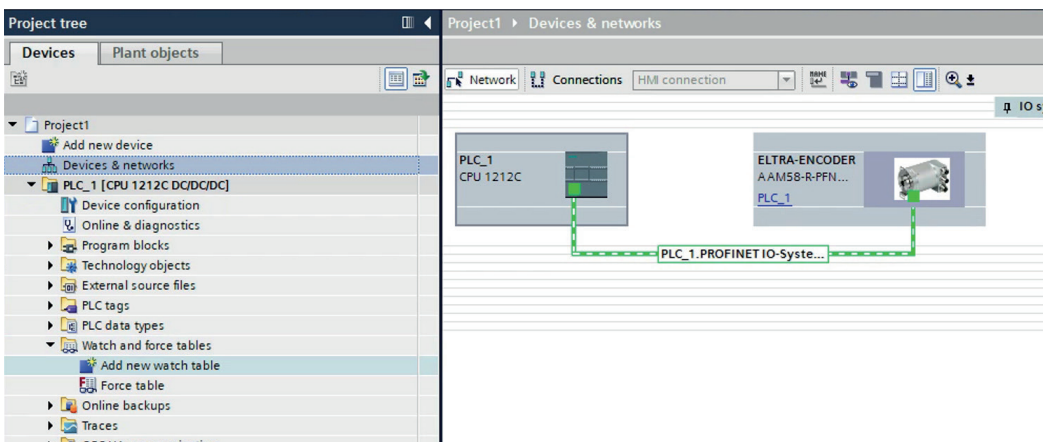 Project tree
Devices
Plant objects
Project1
Add new device
Devices & networks
PLC_1 [CPU 1212C DC/DC/DC]
Device configuration
Online & diagnostics
Program blocks
Technology objects
External source files
PLC tags
PLC data types
Watch and force tables
Add new watch table
Force table
Online backups
Traces
Project1 Devices & networks
Network Connections HMI connection
IO s
PLC_1
CPU 1212C
ELTRA-ENCODER
AAM58-R-PFN...
PLC_1
PLC_1.PROFINET IO-Syste...